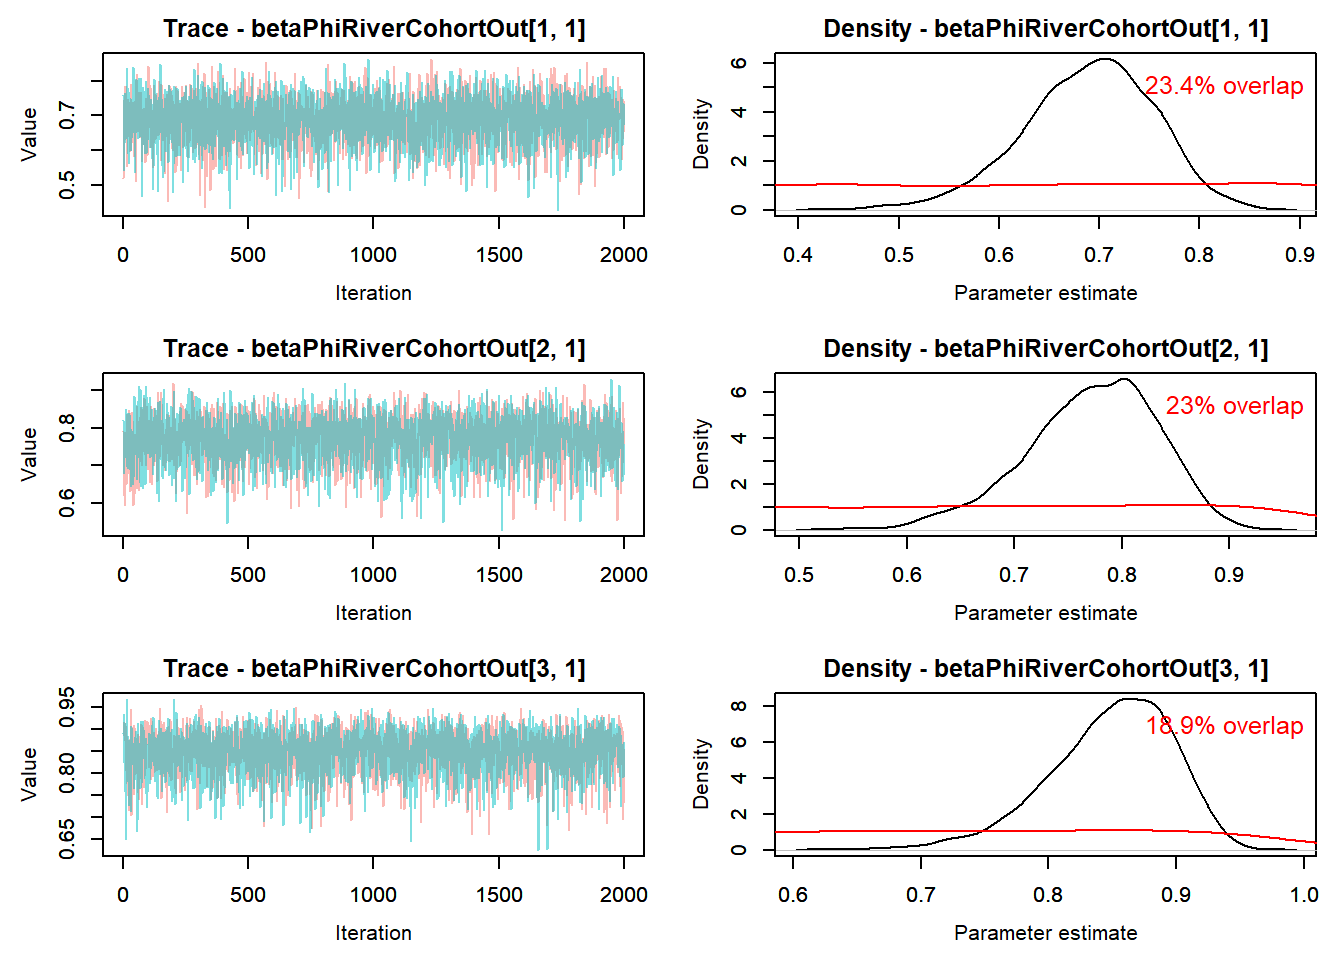 Trace - betaPhiRiverCohortOut[1, 1]
Value
0.5 0.7
0 500 1000 1500 2000
Iteration
Density - betaPhiRiverCohortOut[1, 1]
23.4% overlap
Density
0 2 4 6
0.4 0.5 0.6 0.7 0.8 0.9
Parameter estimate
Trace - betaPhiRiverCohortOut[2, 1]
Value
0.6 0.8
0 500 1000 1500 2000
Iteration
Density - betaPhiRiverCohortOut[2, 1]
23% overlap
Density
0 2 4 6
0.5 0.6 0.7 0.8 0.9
Parameter estimate
Trace - betaPhiRiverCohortOut[3, 1]
Value
0.65 0.80 0.95
0 500 1000 1500 2000
Iteration
Density - betaPhiRiverCohortOut[3, 1]
18.9% overlap
Density
0 2 4 6 8
0.6 0.7 0.8 0.9 1.0
Parameter estimate